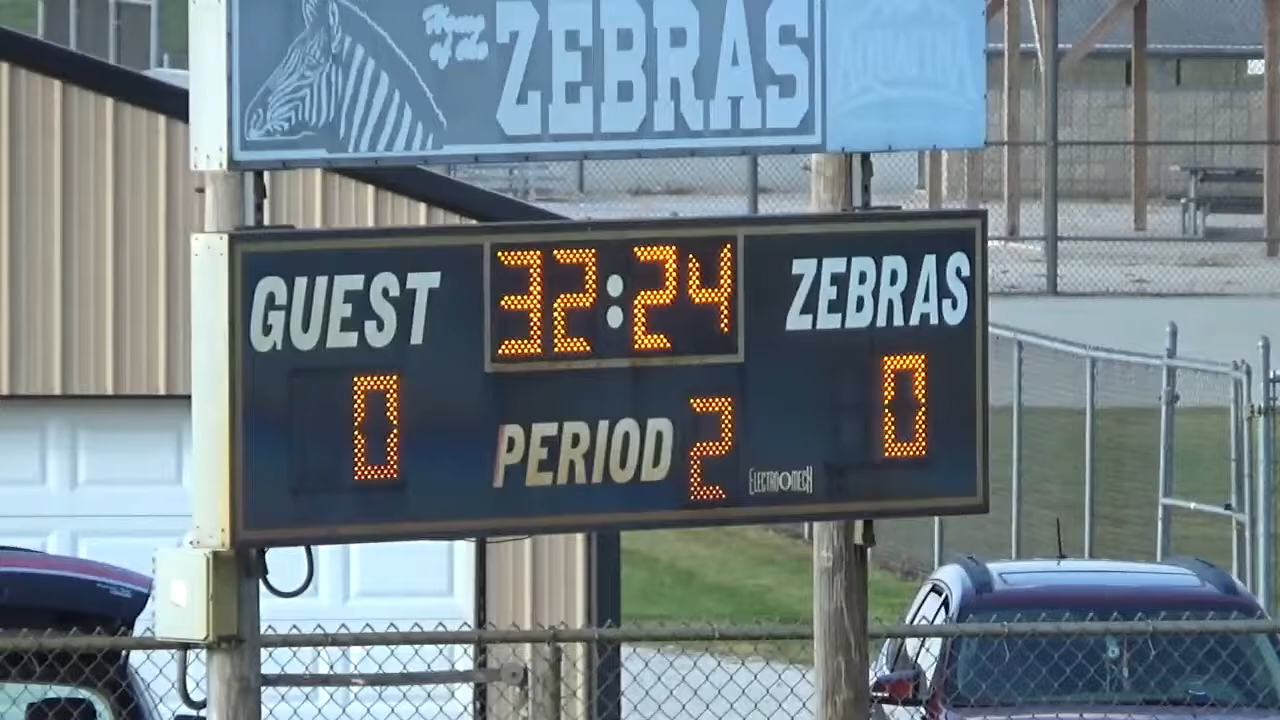 Home
of the
ZEBRAS
GUEST
32:24
ZEBRAS
0
PERIOD 2
0
ELECTRO-MECH